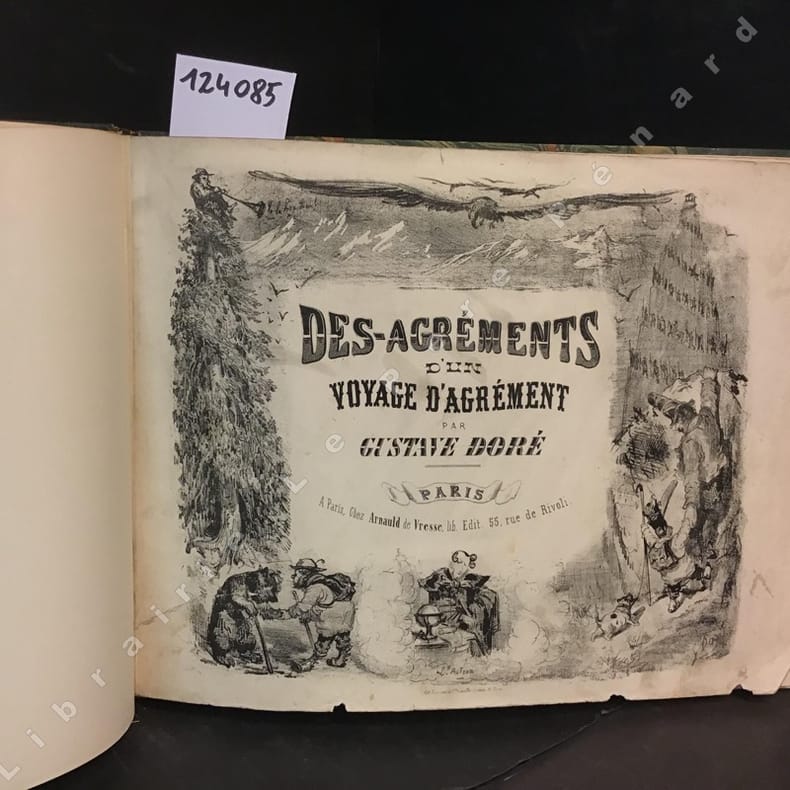 124085
DES-AGRÉMENTS
D'UN
VOYAGE D'AGRÉMENT
PAR
GUSTAVE DORÉ
PARIS
A Paris, Chez Arnauld de Vresse, lib. Edit. 55, rue de Rivoli.
Librairie Le Père Pénard